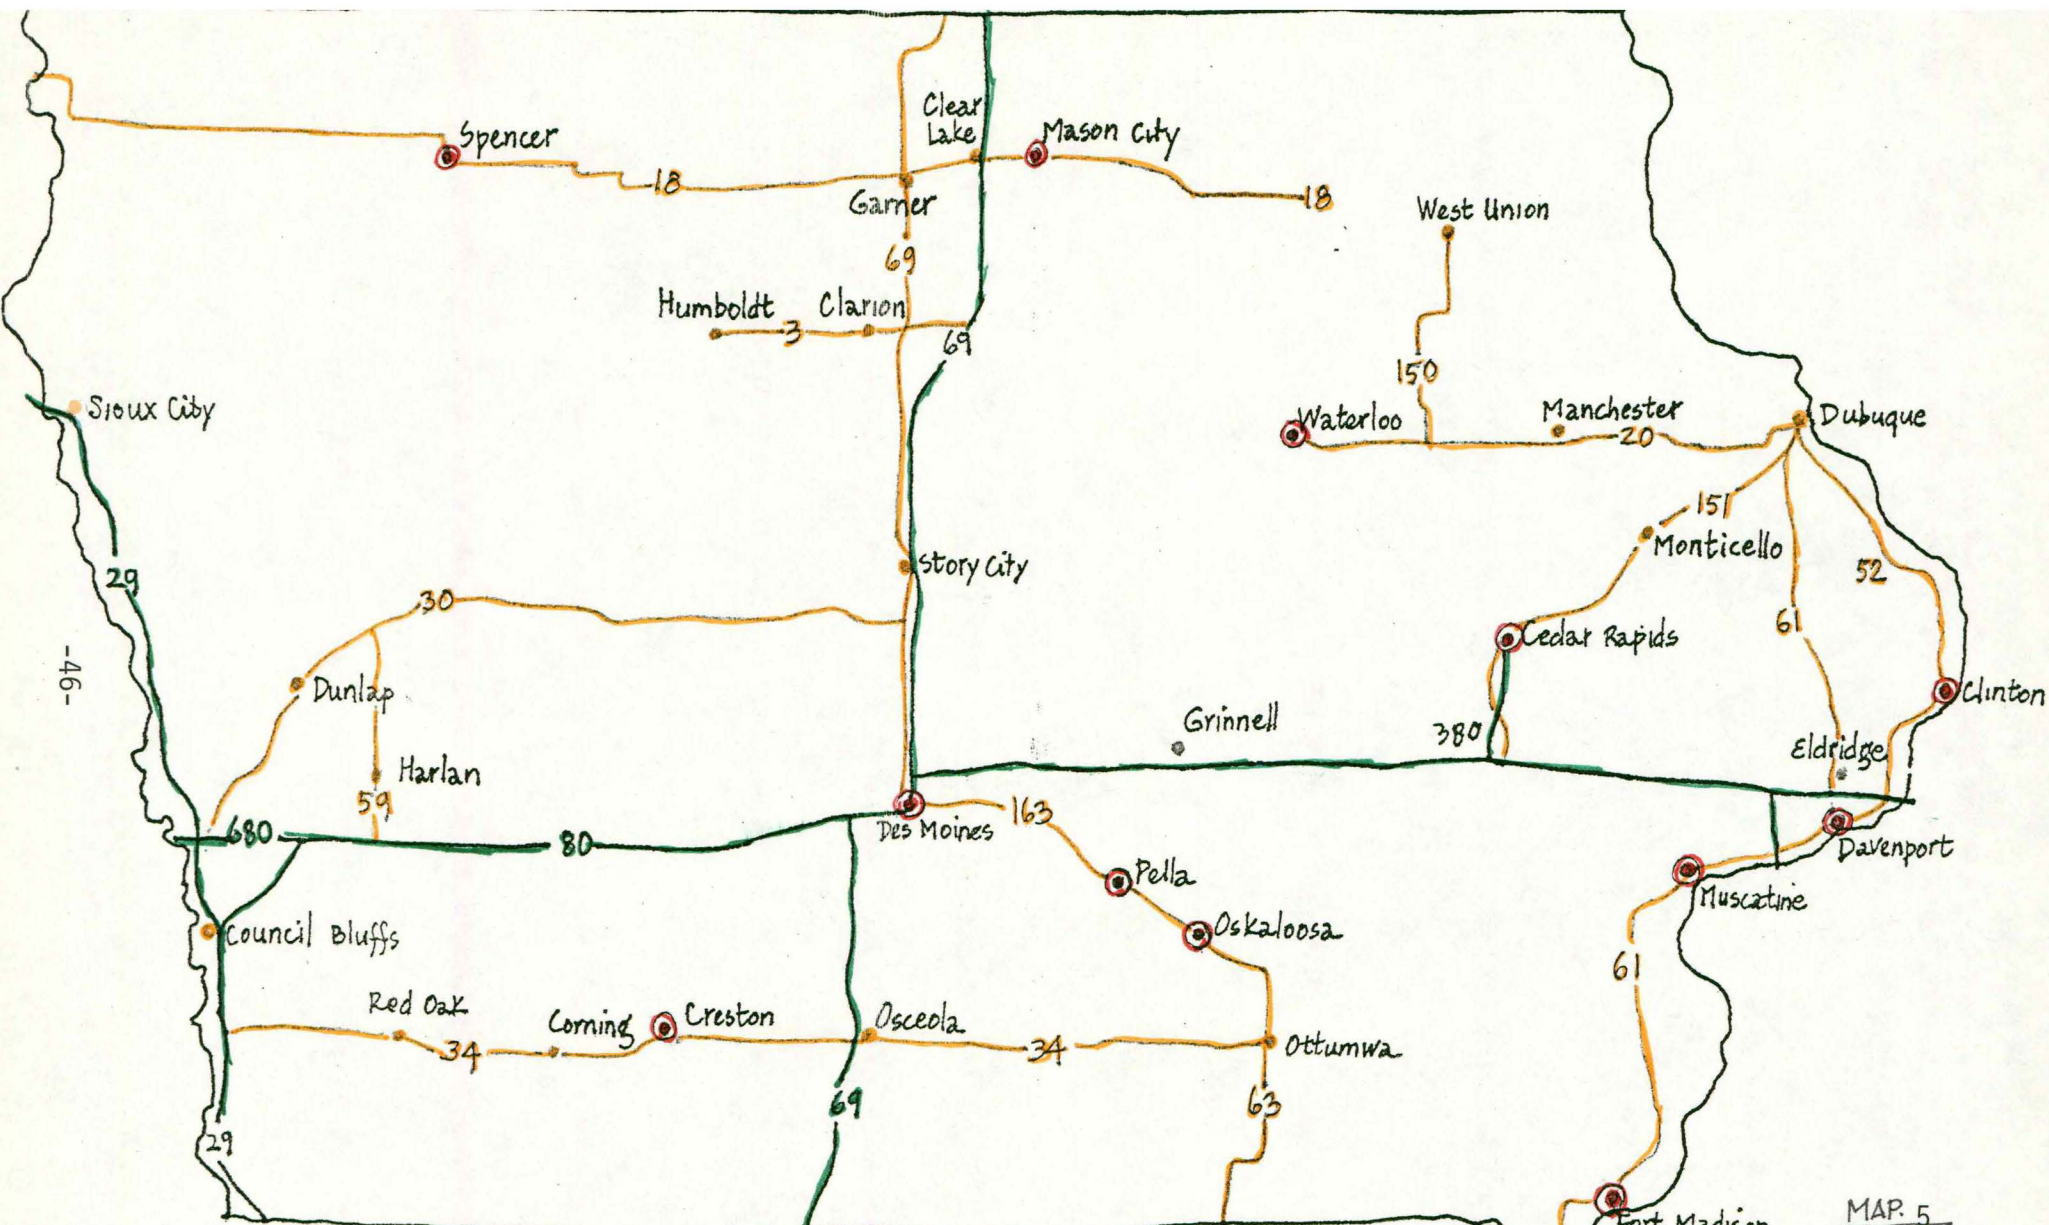 Clear
Lake
Spencer
Mason City
18
Garner
18
West Union
69
Humboldt
Clarion
3
69
150
Sioux City
Waterloo
Manchester
20
Dubuque
151
Monticello
Story City
29
52
30
61
Cedar Rapids
-46-
Dunlap
Clinton
Grinnell
380
Eldridge
Harlan
59
163
680
80
Des Moines
Davenport
Pella
Muscatine
Council Bluffs
Oskaloosa
61
Red Oak
Corning
Creston
Osceola
34
34
Ottumwa
69
63
29
Fort Madison
MAP. 5